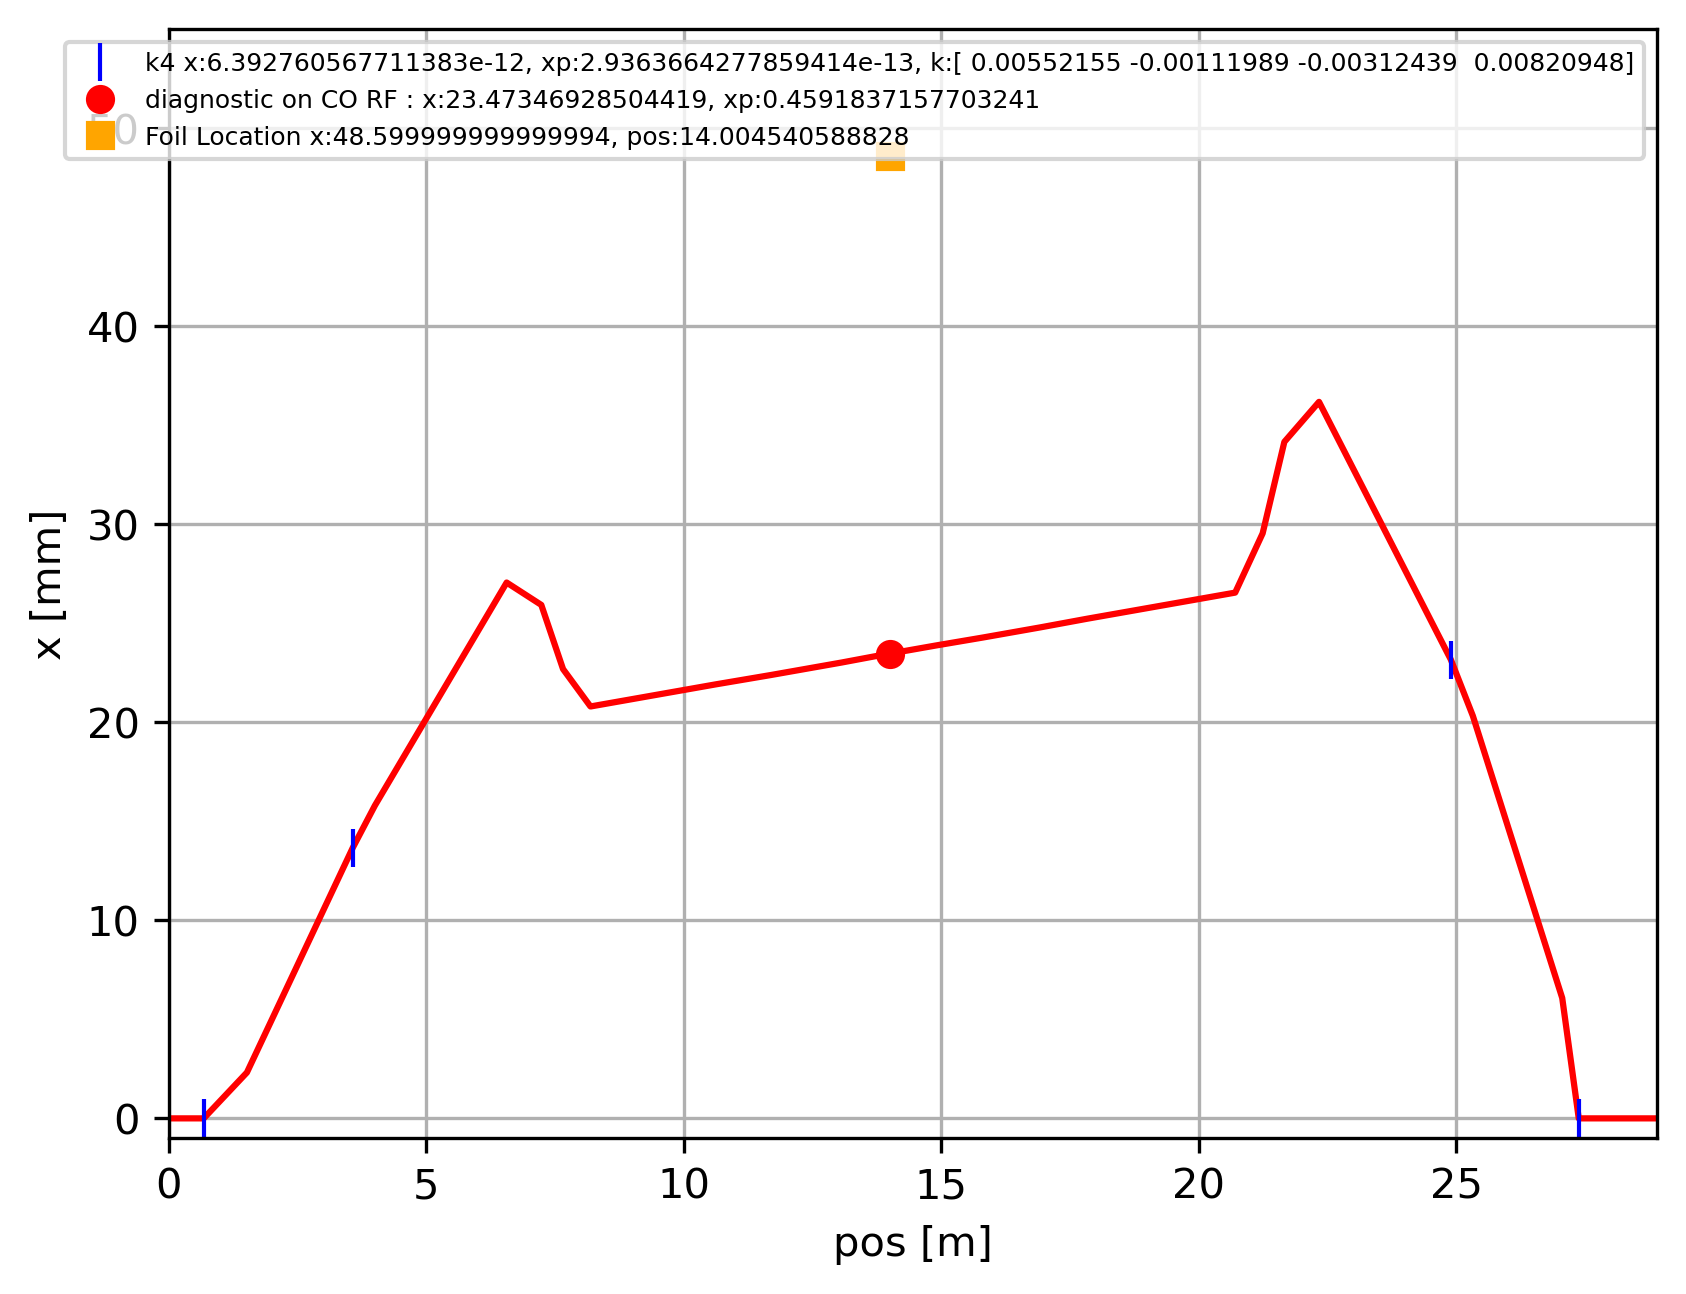 k4 x:6.392760567711383e-12, xp:2.9363664277859414e-13, k:[ 0.00552155 -0.00111989 -0.00312439  0.00820948]
diagnostic on CO RF : x:23.47346928504419, xp:0.4591837157703241
Foil Location x:48.599999999999994, pos:14.004540588828
50
40
30
20
10
0
x [mm]
0 5 10 15 20 25
pos [m]